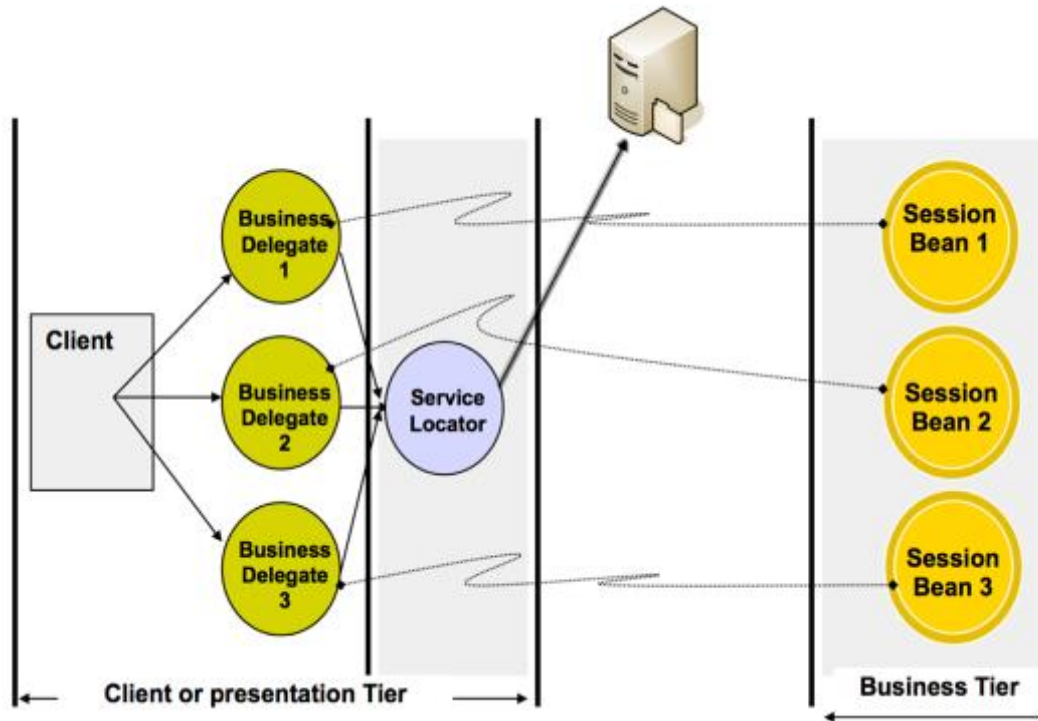 Client
Business
Delegate
1
Business
Delegate
2
Business
Delegate
3
Service
Locator
Session
Bean 1
Session
Bean 2
Session
Bean 3
Client or presentation Tier
Business Tier